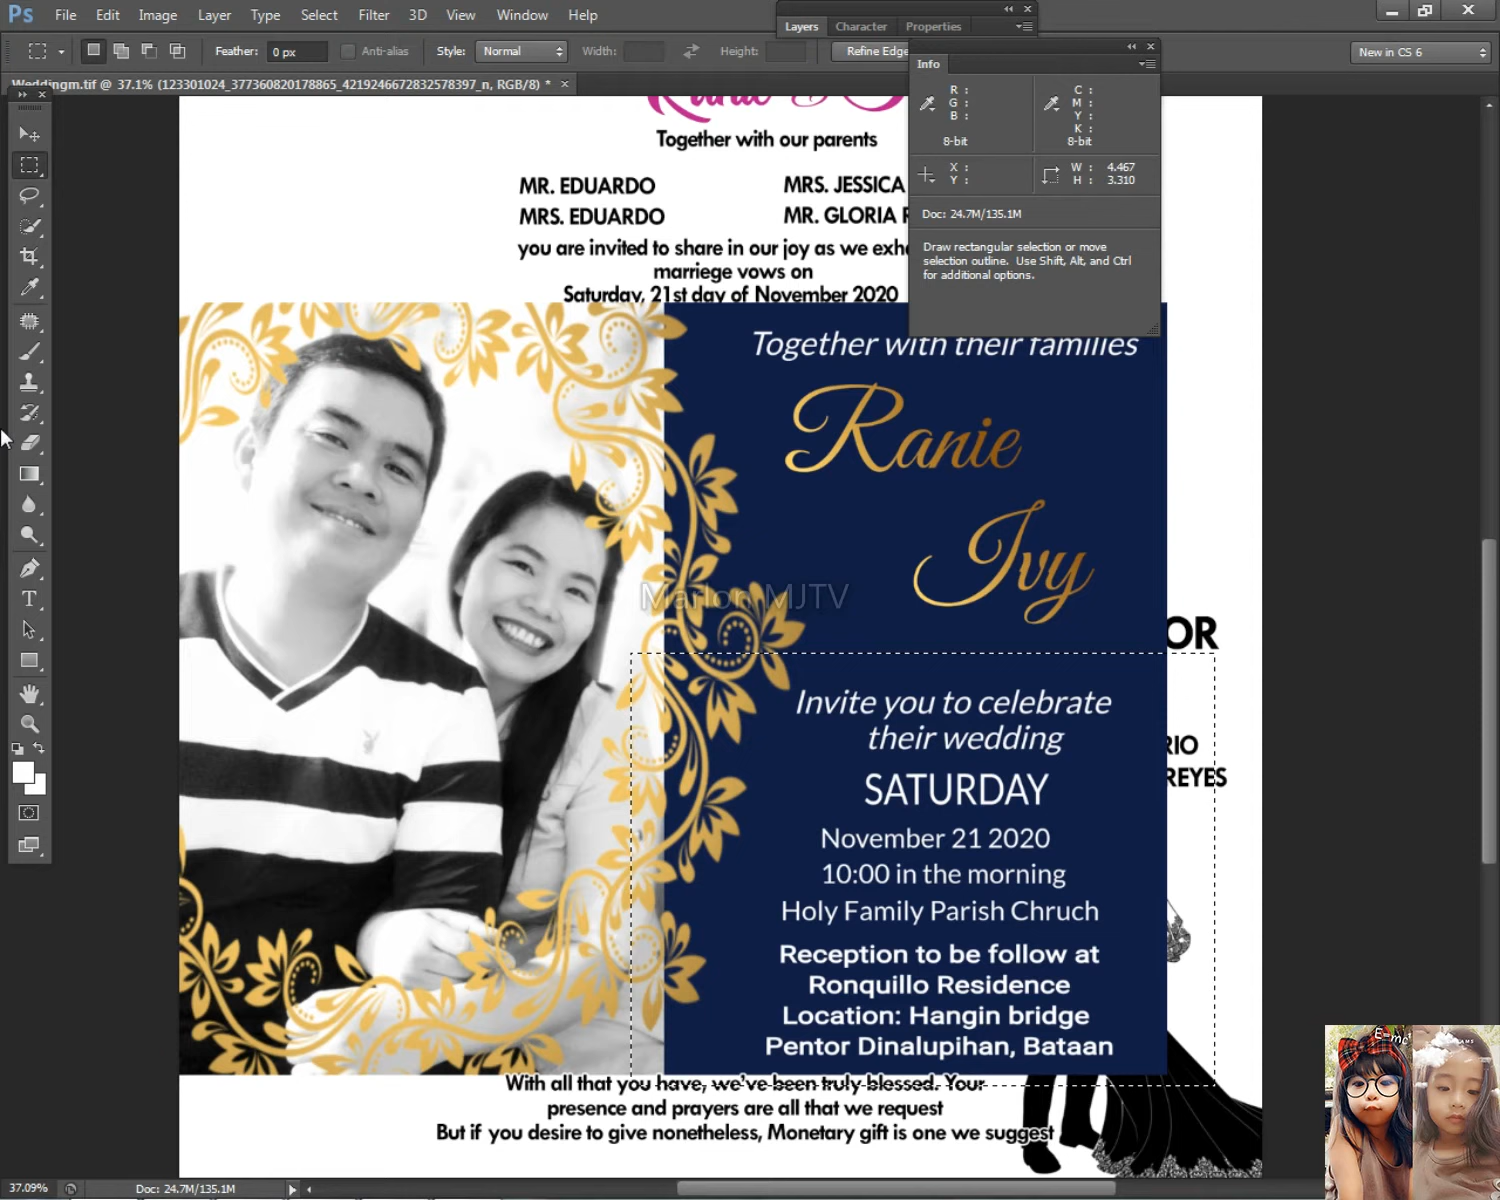 Ps File Edit Image Layer Type Select Filter 3D View Window Help
Layers Character Properties
Feather: 0 px Anti-alias Style: Normal Width: Height: Refine Edge
New in CS 6
Weddingm.tif @ 37.1% (123301024_377360820178865_4219246672832578397_n, RGB/8) *
Info
R :
G :
B :
8-bit
C :
M :
Y :
K :
8-bit
X :
Y :
W : 4.467
H : 3.310
Doc: 24.7M/135.1M
Draw rectangular selection or move
selection outline. Use Shift, Alt, and Ctrl
for additional options.
Together with our parents
MR. EDUARDO MRS. JESSICA
MRS. EDUARDO MR. GLORIA
you are invited to share in our joy as we
marriege vows on
Saturday, 21st day of November 2020
Together with their families
Ranie
Ivy
Marlon MJTV
OR
RIO
REYES
Invite you to celebrate
their wedding
SATURDAY
November 21 2020
10:00 in the morning
Holy Family Parish Chruch
Reception to be follow at
Ronquillo Residence
Location: Hangin bridge
Pentor Dinalupihan, Bataan
With all that you have, we've been truly blessed. Your
presence and prayers are all that we request
But if you desire to give nonetheless, Monetary gift is one we suggest
37.09% Doc: 24.7M/135.1M